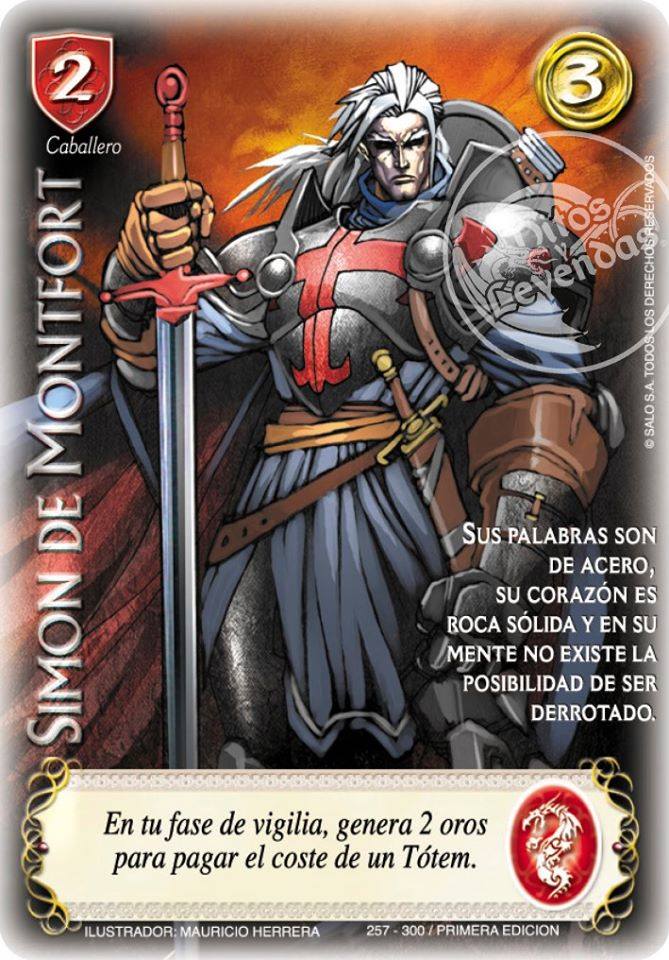 2
3
Caballero
SIMON DE MONTFORT
Mitos
y
Leyendas
© SALO S.A. TODOS LOS DERECHOS RESERVADOS
SUS PALABRAS SON
DE ACERO,
SU CORAZÓN ES
ROCA SÓLIDA Y EN SU
MENTE NO EXISTE LA
POSIBILIDAD DE SER
DERROTADO.
En tu fase de vigilia, genera 2 oros
para pagar el coste de un Tótem.
ILUSTRADOR: MAURICIO HERRERA 257 - 300 / PRIMERA EDICION